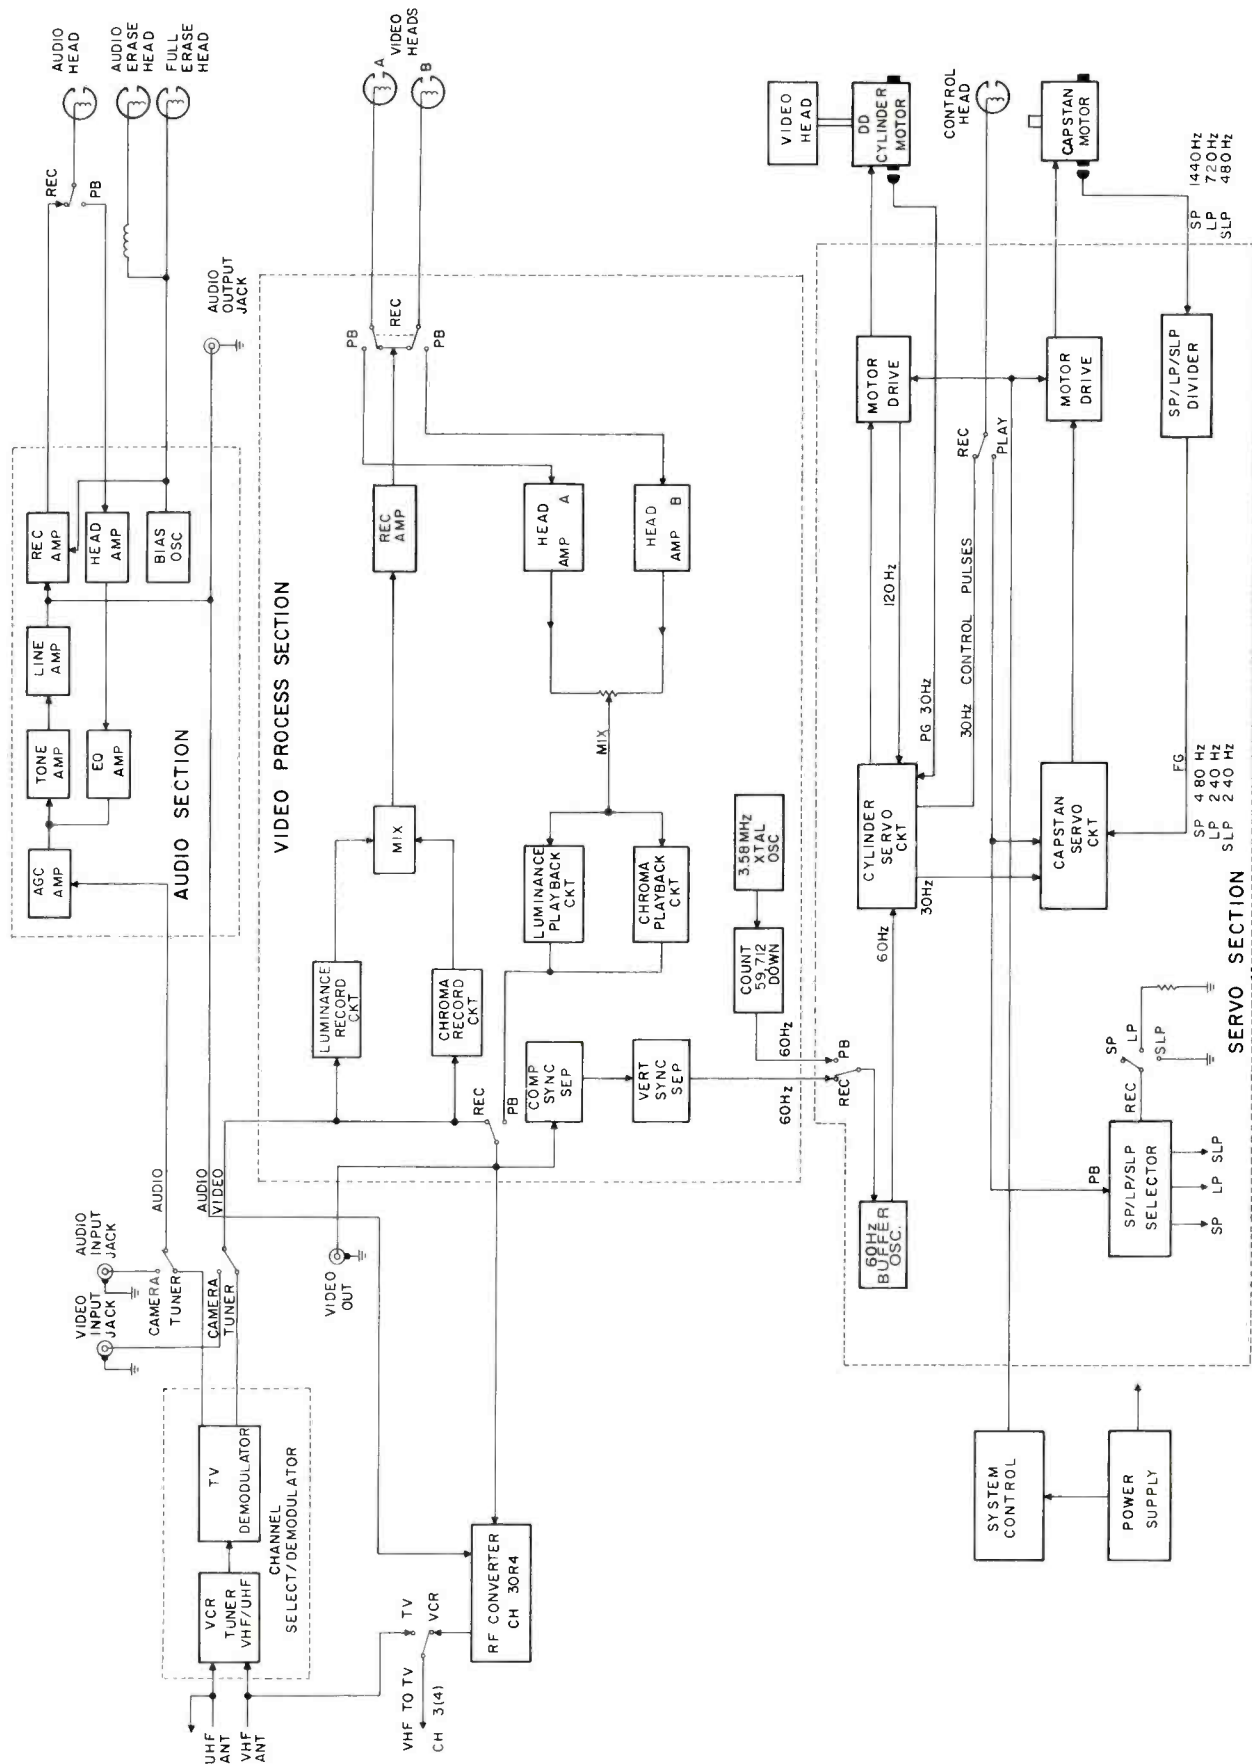 UHF
ANT
VHF
ANT
VCR
TUNER
VHF/UHF
TV
DEMODULATOR
CHANNEL
SELECT/DEMODULATOR
VHF TO TV
CH 3(4)
TV
VCR
RF CONVERTER
CH 30R4
VIDEO
INPUT
JACK
AUDIO
INPUT
JACK
CAMERA
TUNER
CAMERA
TUNER
AUDIO
AUDIO
VIDEO
VIDEO
OUT
AGC
AMP
TONE
AMP
LINE
AMP
REC
AMP
EQ
AMP
HEAD
AMP
BIAS
OSC
AUDIO SECTION
REC
PB
AUDIO
HEAD
AUDIO
ERASE
HEAD
FULL
ERASE
HEAD
AUDIO
OUTPUT
JACK
VIDEO PROCESS SECTION
LUMINANCE
RECORD
CKT
CHROMA
RECORD
CKT
MIX
REC
AMP
PB
REC
PB
A
VIDEO
HEADS
B
REC
PB
LUMINANCE
PLAYBACK
CKT
CHROMA
PLAYBACK
CKT
MIX
HEAD
AMP A
HEAD
AMP B
COMP
SYNC
SEP
VERT
SYNC
SEP
3.58MHz
XTAL
OSC
COUNT
59,712
DOWN
60Hz
60Hz
PB
REC
60Hz
BUFFER
OSC.
60Hz
CYLINDER
SERVO
CKT
30Hz
120Hz
PG 30Hz
30Hz CONTROL PULSES
MOTOR
DRIVE
VIDEO
HEAD
DD
CYLINDER
MOTOR
REC
PLAY
CONTROL
HEAD
CAPSTAN
SERVO
CKT
MOTOR
DRIVE
CAPSTAN
MOTOR
FG
SP 480 Hz
LP 240 Hz
SLP 240 Hz
SP/LP/SLP
DIVIDER
SP 1440Hz
LP 720Hz
SLP 480Hz
PB
SP/LP/SLP
SELECTOR
REC
SP
LP
SLP
SP
LP
SLP
SERVO SECTION
SYSTEM
CONTROL
POWER
SUPPLY